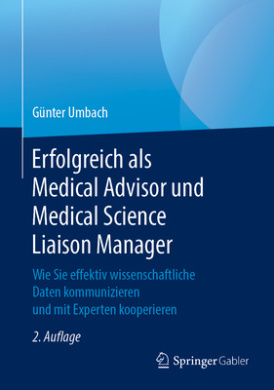 Günter Umbach
Erfolgreich als
Medical Advisor und
Medical Science
Liaison Manager
Wie Sie effektiv wissenschaftliche
Daten kommunizieren
und mit Experten kooperieren
2. Auflage
Springer Gabler